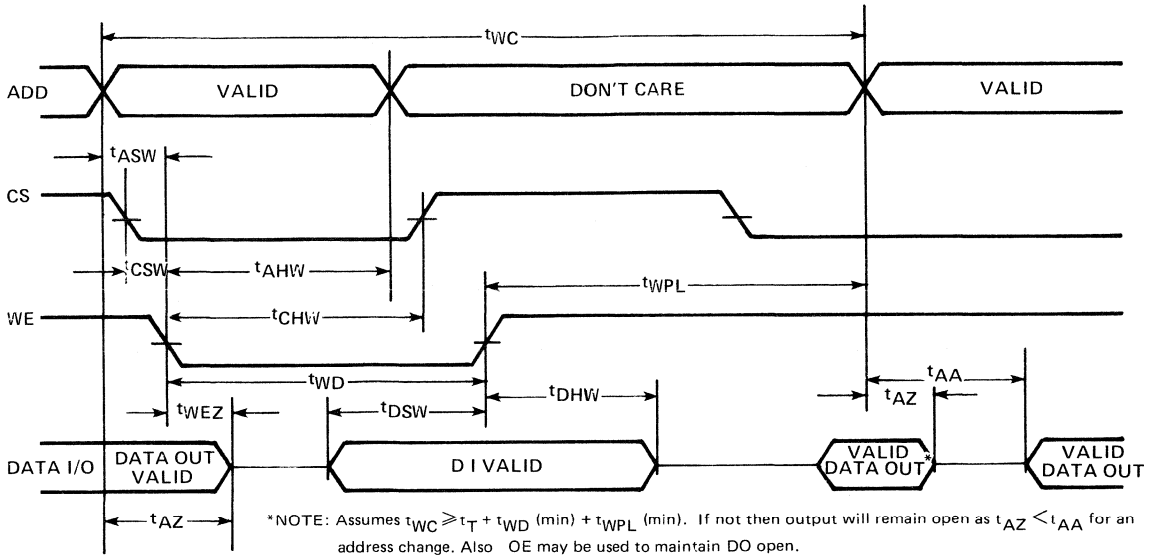 tWC
ADD VALID DON'T CARE VALID
tASW
CS
tCSW tAHW tWPL
WE tCHW
tWD tAA
tWEZ tDSW tDHW tAZ
DATA I/O DATA OUT VALID D I VALID VALID DATA OUT* VALID DATA OUT
tAZ
*NOTE: Assumes tWC ≥ tT + tWD (min) + tWPL (min). If not then output will remain open as tAZ < tAA for an
address change. Also OE may be used to maintain DO open.